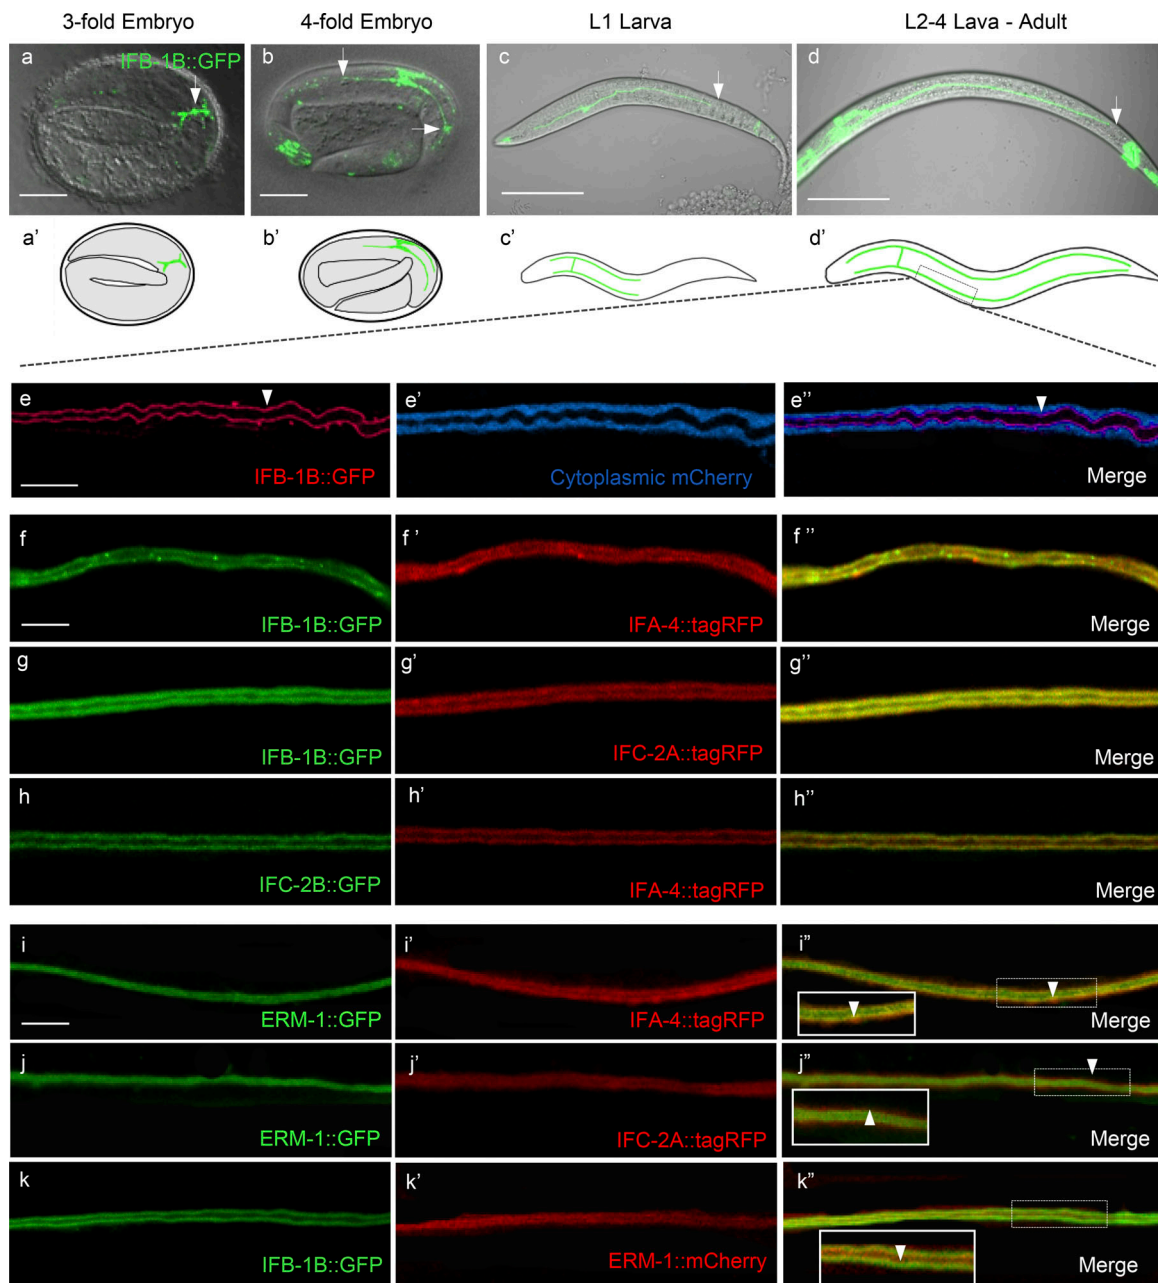 3-fold Embryo
4-fold Embryo
L1 Larva
L2-4 Lava - Adult
a
IFB-1B::GFP
b
c
d
a'
b'
c'
d'
e
IFB-1B::GFP
e'
Cytoplasmic mCherry
e''
Merge
f
IFB-1B::GFP
f '
IFA-4::tagRFP
f ''
Merge
g
IFB-1B::GFP
g'
IFC-2A::tagRFP
g''
Merge
h
IFC-2B::GFP
h'
IFA-4::tagRFP
h''
Merge
i
ERM-1::GFP
i'
IFA-4::tagRFP
i''
Merge
j
ERM-1::GFP
j'
IFC-2A::tagRFP
j''
Merge
k
IFB-1B::GFP
k'
ERM-1::mCherry
k''
Merge